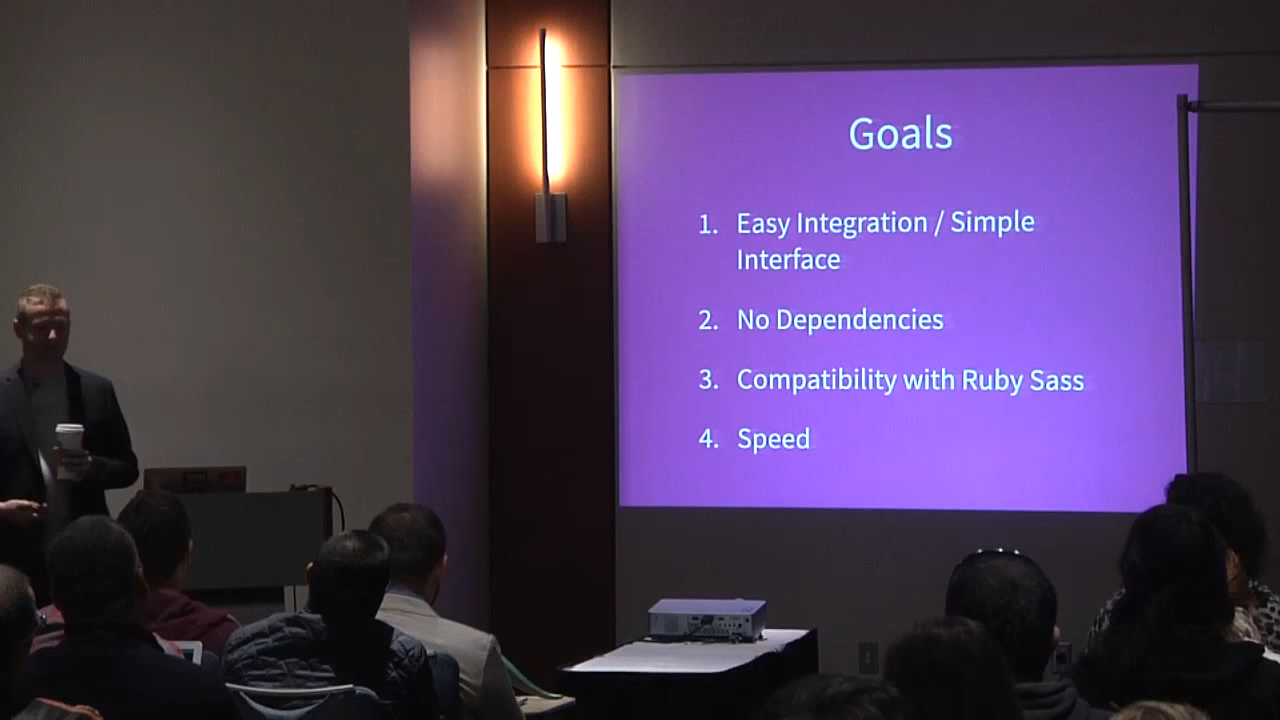 Goals
1. Easy Integration / Simple
Interface
2. No Dependencies
3. Compatibility with Ruby Sass
4. Speed